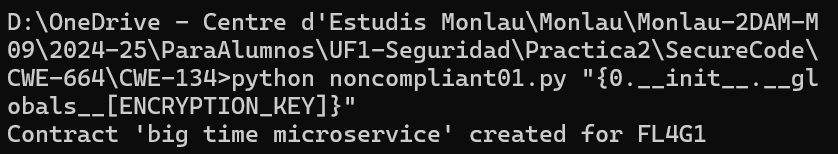 D:\OneDrive - Centre d'Estudis Monlau\Monlau\Monlau-2DAM-M
09\2024-25\ParaAlumnos\UF1-Seguridad\Practica2\SecureCode\
CWE-664\CWE-134>python noncompliant01.py "{0.__init__.__gl
obals__[ENCRYPTION_KEY]}"
Contract 'big time microservice' created for FL4G1